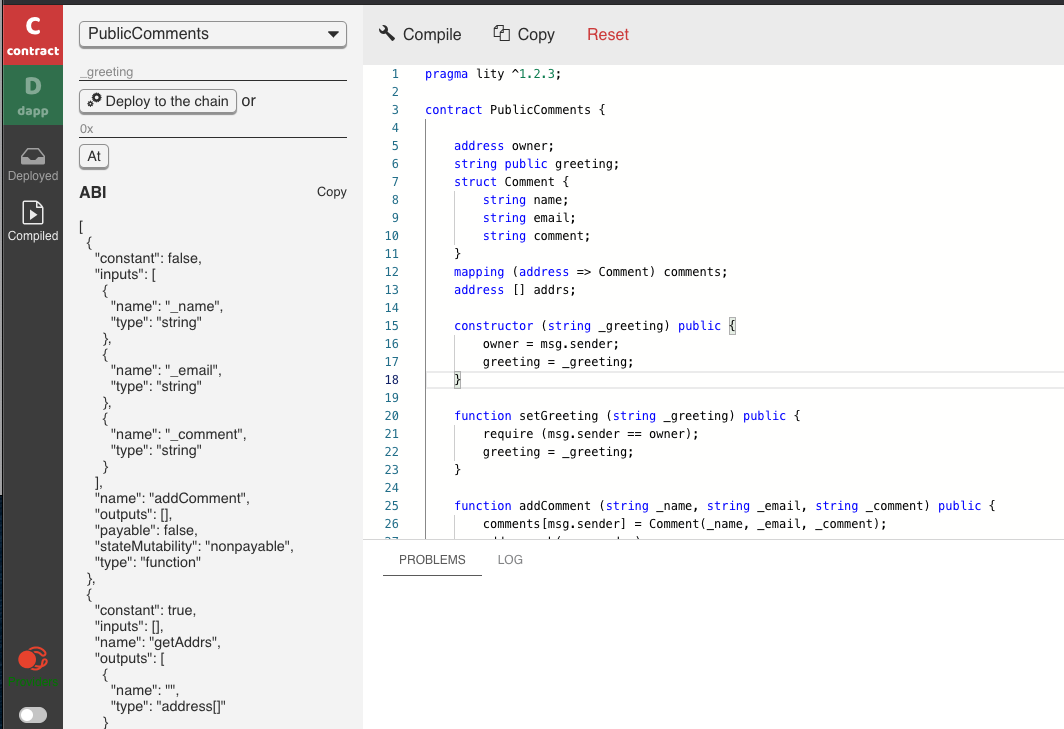 C
contract
D
dapp
Deployed
Compiled
Providers
PublicComments
_greeting
Deploy to the chain or
0x
At
ABI Copy
[
{
"constant": false,
"inputs": [
{
"name": "_name",
"type": "string"
},
{
"name": "_email",
"type": "string"
},
{
"name": "_comment",
"type": "string"
}
],
"name": "addComment",
"outputs": [],
"payable": false,
"stateMutability": "nonpayable",
"type": "function"
},
{
"constant": true,
"inputs": [],
"name": "getAddrs",
"outputs": [
{
"name": "",
"type": "address[]"
}
Compile Copy Reset
1 pragma lity ^1.2.3;
2
3 contract PublicComments {
4
5 address owner;
6 string public greeting;
7 struct Comment {
8 string name;
9 string email;
10 string comment;
11 }
12 mapping (address => Comment) comments;
13 address [] addrs;
14
15 constructor (string _greeting) public {
16 owner = msg.sender;
17 greeting = _greeting;
18 }
19
20 function setGreeting (string _greeting) public {
21 require (msg.sender == owner);
22 greeting = _greeting;
23 }
24
25 function addComment (string _name, string _email, string _comment) public {
26 comments[msg.sender] = Comment(_name, _email, _comment);
PROBLEMS LOG